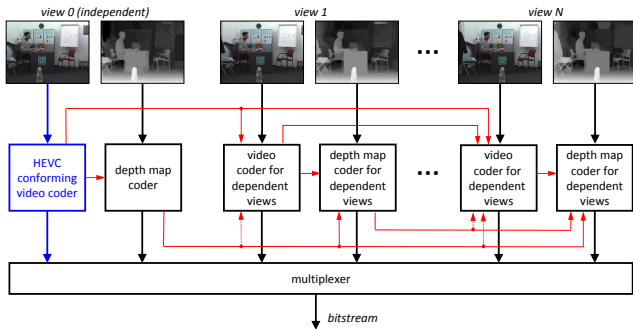 view 0 (independent)
view 1
view N
HEVC
conforming
video coder
depth map
coder
video
coder for
dependent
views
depth map
coder for
dependent
views
video
coder for
dependent
views
depth map
coder for
dependent
views
multiplexer
bitstream